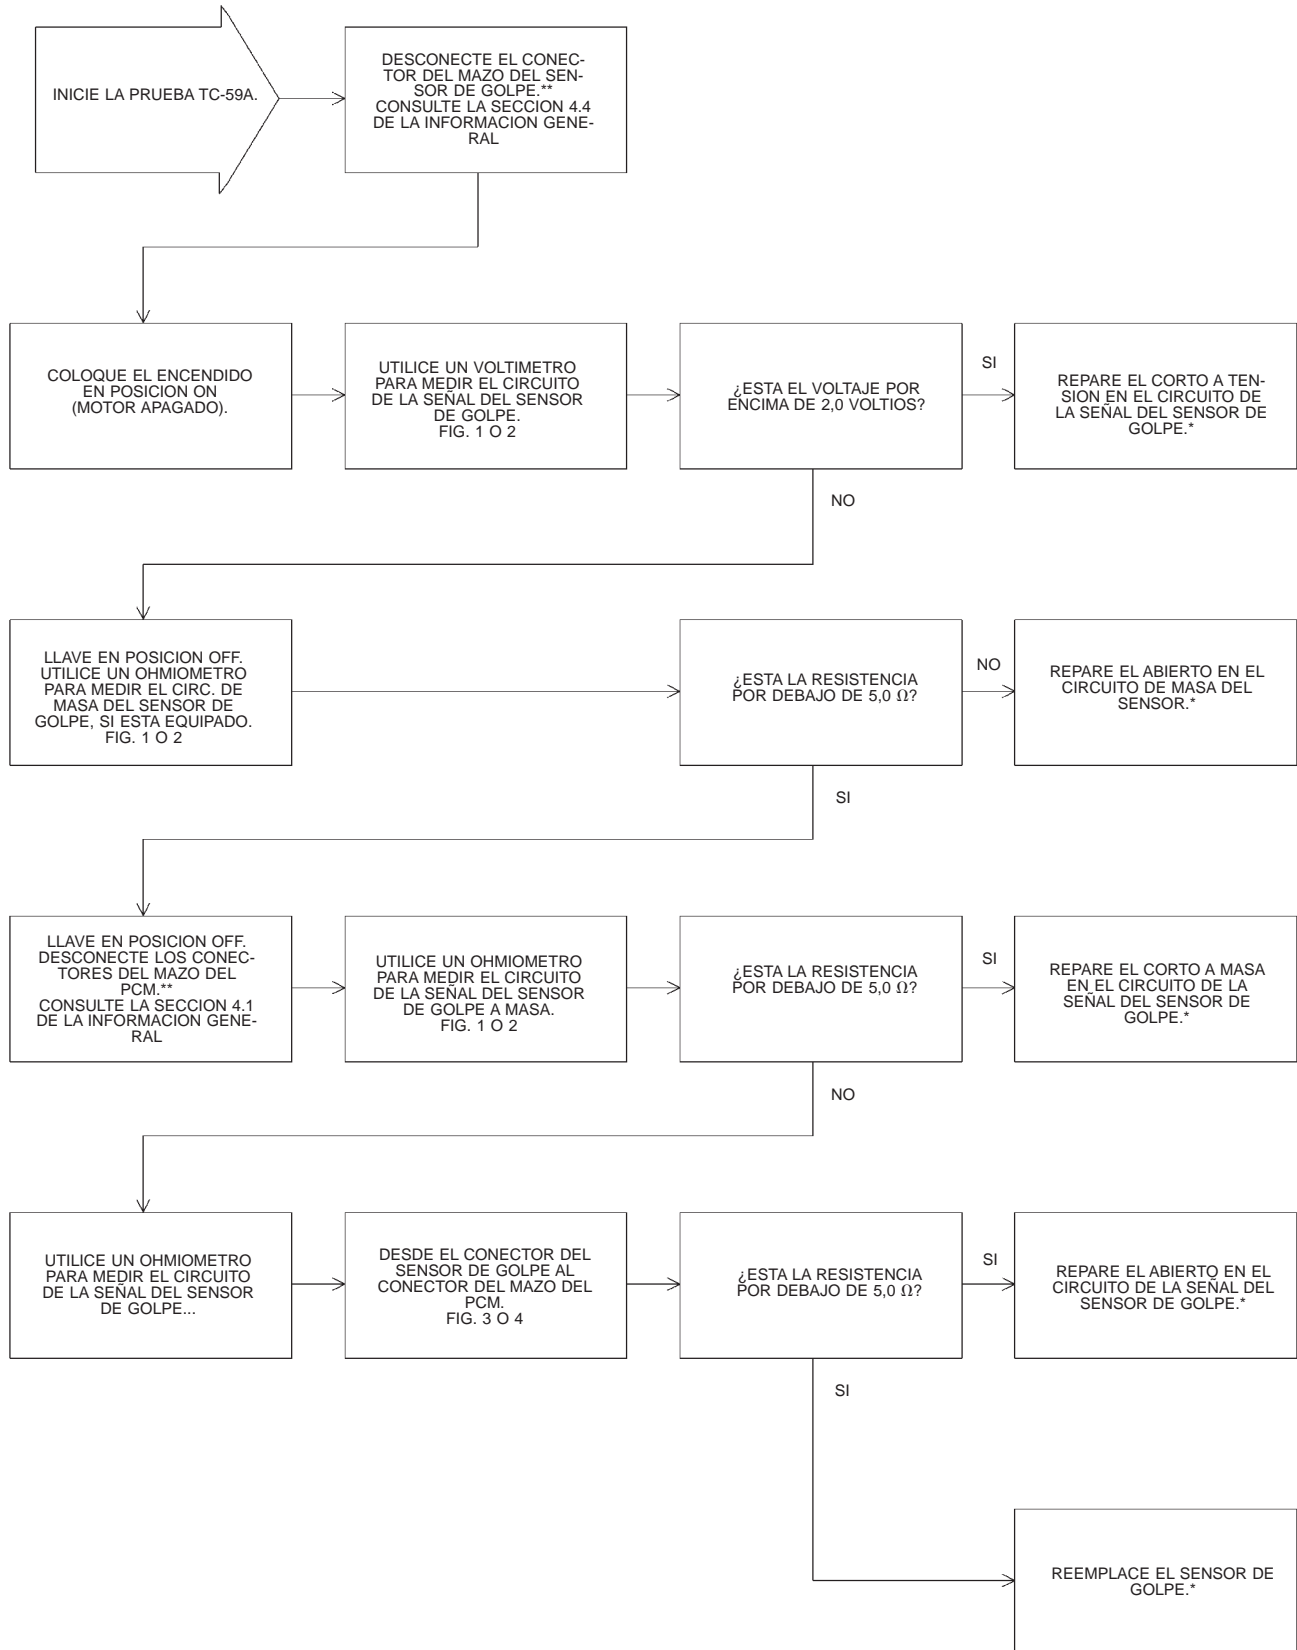 INICIE LA PRUEBA TC-59A.
DESCONECTE EL CONEC-
TOR DEL MAZO DEL SEN-
SOR DE GOLPE.**
CONSULTE LA SECCION 4.4
DE LA INFORMACION GENE-
RAL
COLOQUE EL ENCENDIDO
EN POSICION ON
(MOTOR APAGADO).
UTILICE UN VOLTIMETRO
PARA MEDIR EL CIRCUITO
DE LA SEÑAL DEL SENSOR
DE GOLPE.
FIG. 1 O 2
¿ESTA EL VOLTAJE POR
ENCIMA DE 2,0 VOLTIOS?
SI
REPARE EL CORTO A TEN-
SION EN EL CIRCUITO DE
LA SEÑAL DEL SENSOR DE
GOLPE.*
NO
LLAVE EN POSICION OFF.
UTILICE UN OHMIOMETRO
PARA MEDIR EL CIRC. DE
MASA DEL SENSOR DE
GOLPE, SI ESTA EQUIPADO.
FIG. 1 O 2
¿ESTA LA RESISTENCIA
POR DEBAJO DE 5,0 Ω?
NO
REPARE EL ABIERTO EN EL
CIRCUITO DE MASA DEL
SENSOR.*
SI
LLAVE EN POSICION OFF.
DESCONECTE LOS CONEC-
TORES DEL MAZO DEL
PCM.**
CONSULTE LA SECCION 4.1
DE LA INFORMACION GENE-
RAL
UTILICE UN OHMIOMETRO
PARA MEDIR EL CIRCUITO
DE LA SEÑAL DEL SENSOR
DE GOLPE A MASA.
FIG. 1 O 2
¿ESTA LA RESISTENCIA
POR DEBAJO DE 5,0 Ω?
SI
REPARE EL CORTO A MASA
EN EL CIRCUITO DE LA
SEÑAL DEL SENSOR DE
GOLPE.*
NO
UTILICE UN OHMIOMETRO
PARA MEDIR EL CIRCUITO
DE LA SEÑAL DEL SENSOR
DE GOLPE...
DESDE EL CONECTOR DEL
SENSOR DE GOLPE AL
CONECTOR DEL MAZO DEL
PCM.
FIG. 3 O 4
¿ESTA LA RESISTENCIA
POR DEBAJO DE 5,0 Ω?
SI
REPARE EL ABIERTO EN EL
CIRCUITO DE LA SEÑAL DEL
SENSOR DE GOLPE.*
SI
REEMPLACE EL SENSOR DE
GOLPE.*